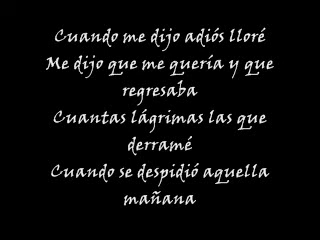 Cuando me dijo adiós lloré
Me dijo que me quería y que
regresaba
Cuantas lágrimas las que
derramé
Cuando se despidió aquella
mañana